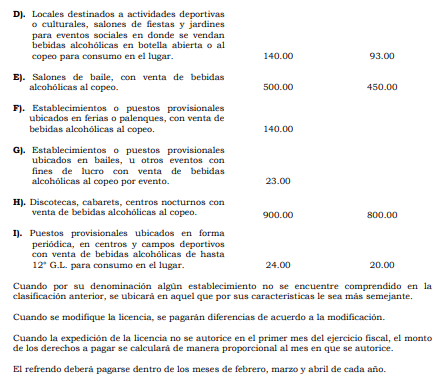 D). Locales destinados a actividades deportivas
o culturales, salones de fiestas y jardines
para eventos sociales en donde se vendan
bebidas alcohólicas en botella abierta o al
copeo para consumo en el lugar. 140.00 93.00
E). Salones de baile, con venta de bebidas
alcohólicas al copeo. 500.00 450.00
F). Establecimientos o puestos provisionales
ubicados en ferias o palenques, con venta de
bebidas alcohólicas al copeo. 140.00
G). Establecimientos o puestos provisionales
ubicados en bailes, u otros eventos con
fines de lucro con venta de bebidas
alcohólicas al copeo por evento. 23.00
H). Discotecas, cabarets, centros nocturnos con
venta de bebidas alcohólicas al copeo. 900.00 800.00
I). Puestos provisionales ubicados en forma
periódica, en centros y campos deportivos
con venta de bebidas alcohólicas de hasta
12° G.L. para consumo en el lugar. 24.00 20.00
Cuando por su denominación algún establecimiento no se encuentre comprendido en la
clasificación anterior, se ubicará en aquel que por sus características le sea más semejante.
Cuando se modifique la licencia, se pagarán diferencias de acuerdo a la modificación.
Cuando la expedición de la licencia no se autorice en el primer mes del ejercicio fiscal, el monto
de los derechos a pagar se calculará de manera proporcional al mes en que se autorice.
El refrendo deberá pagarse dentro de los meses de febrero, marzo y abril de cada año.